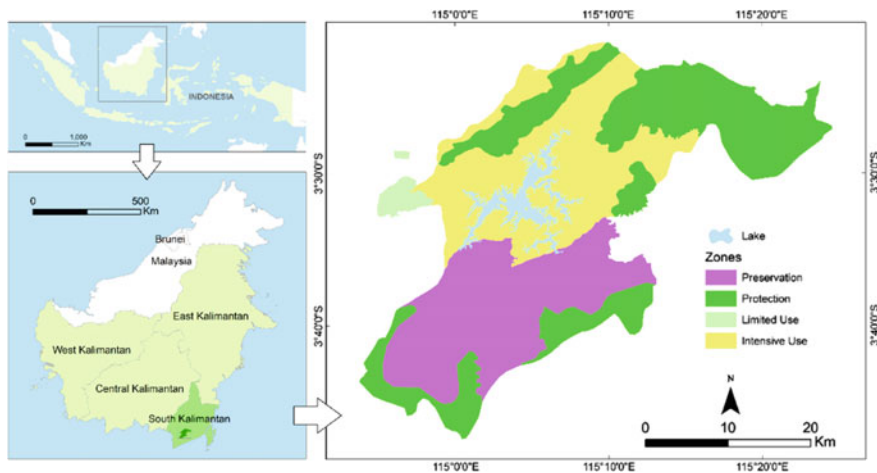 INDONESIA
0 1,000
Km
0 500
Km
Brunei
Malaysia
East Kalimantan
West Kalimantan
Central Kalimantan
South Kalimantan
115°0'0"E 115°10'0"E 115°20'0"E
3°30'0"S 3°30'0"S
Lake
Zones
Preservation
Protection
Limited Use
Intensive Use
3°40'0"S 3°40'0"S
N
0 10 20
Km
115°0'0"E 115°10'0"E 115°20'0"E